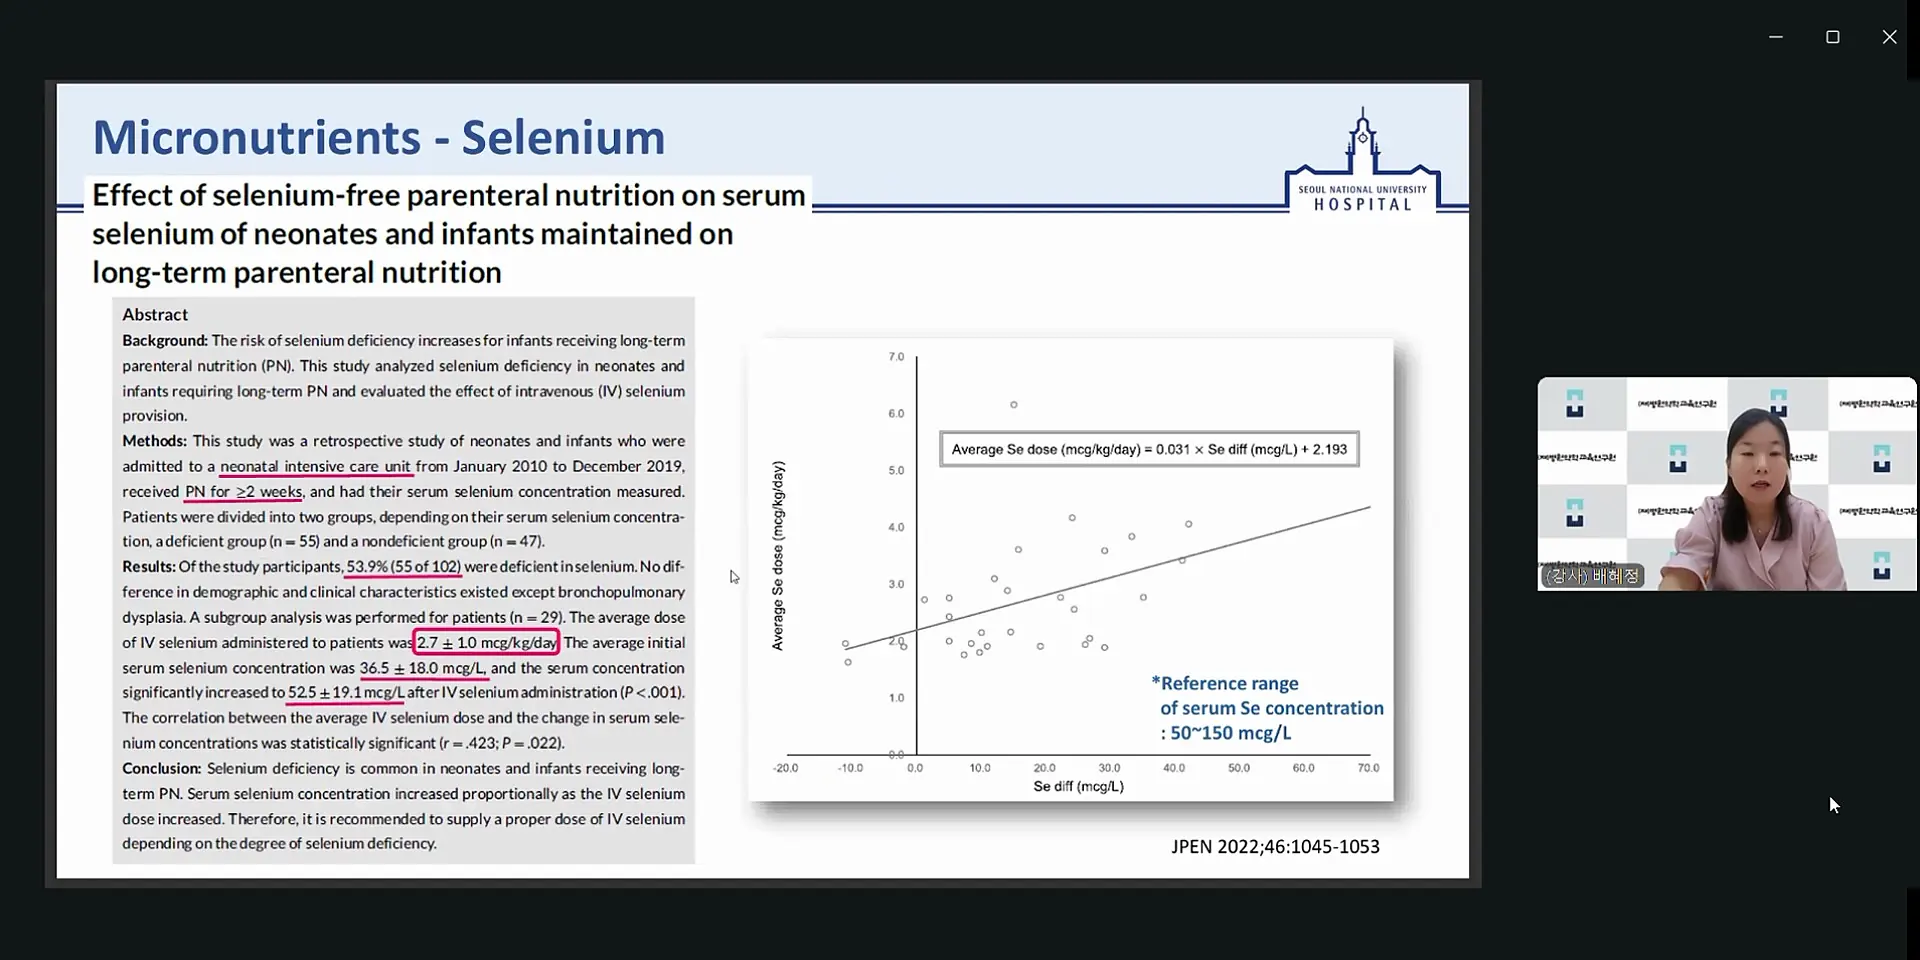 Micronutrients - Selenium
SEOUL NATIONAL UNIVERSITY
HOSPITAL
Effect of selenium-free parenteral nutrition on serum
selenium of neonates and infants maintained on
long-term parenteral nutrition
Abstract
Background: The risk of selenium deficiency increases for infants receiving long-term
parenteral nutrition (PN). This study analyzed selenium deficiency in neonates and
infants requiring long-term PN and evaluated the effect of intravenous (IV) selenium
provision.
Methods: This study was a retrospective study of neonates and infants who were
admitted to a neonatal intensive care unit from January 2010 to December 2019,
received PN for ≥2 weeks, and had their serum selenium concentration measured.
Patients were divided into two groups, depending on their serum selenium concentra-
tion, a deficient group (n = 55) and a nondeficient group (n = 47).
Results: Of the study participants, 53.9% (55 of 102) were deficient in selenium. No dif-
ference in demographic and clinical characteristics existed except bronchopulmonary
dysplasia. A subgroup analysis was performed for patients (n = 29). The average dose
of IV selenium administered to patients was 2.7 ± 1.0 mcg/kg/day. The average initial
serum selenium concentration was 36.5 ± 18.0 mcg/L, and the serum concentration
significantly increased to 52.5 ± 19.1 mcg/L after IV selenium administration (P < .001).
The correlation between the average IV selenium dose and the change in serum sele-
nium concentrations was statistically significant (r = .423; P = .022).
Conclusion: Selenium deficiency is common in neonates and infants receiving long-
term PN. Serum selenium concentration increased proportionally as the IV selenium
dose increased. Therefore, it is recommended to supply a proper dose of IV selenium
depending on the degree of selenium deficiency.
Average Se dose (mcg/kg/day)
7.0
6.0
5.0
4.0
3.0
2.0
1.0
0.0
Average Se dose (mcg/kg/day) = 0.031 × Se diff (mcg/L) + 2.193
*Reference range
of serum Se concentration
: 50~150 mcg/L
-20.0 -10.0 0.0 10.0 20.0 30.0 40.0 50.0 60.0 70.0
Se diff (mcg/L)
JPEN 2022;46:1045-1053
(재)병원약학교육연구원
(강사) 배혜정